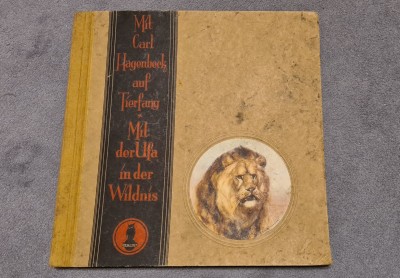 Mit
Carl
Hagenbeck
auf
Tierfang
*
Mit
der Ufa
in der
Wildnis